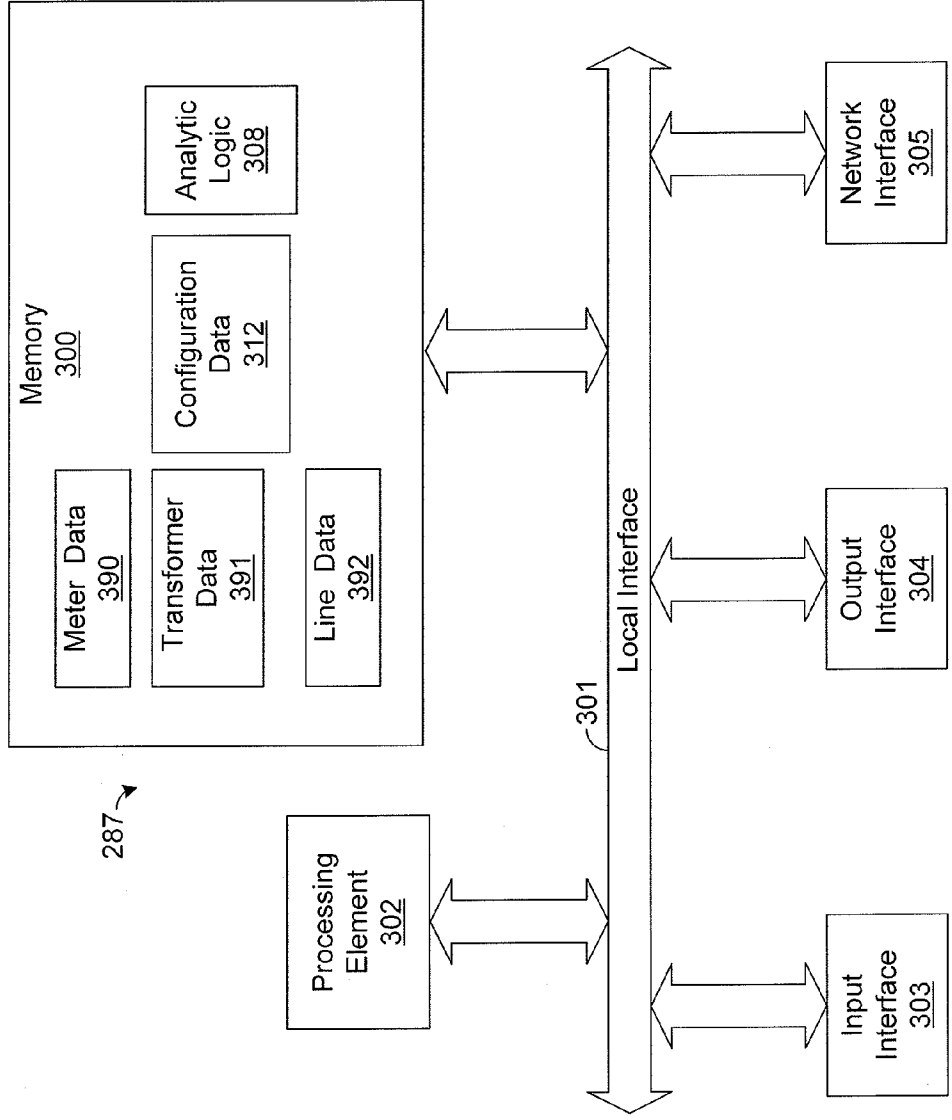 Memory
300
Meter Data
390
Transformer
Data
391
Line Data
392
Configuration
Data
312
Analytic
Logic
308
287
Processing
Element
302
301
Local Interface
Input
Interface
303
Output
Interface
304
Network
Interface
305